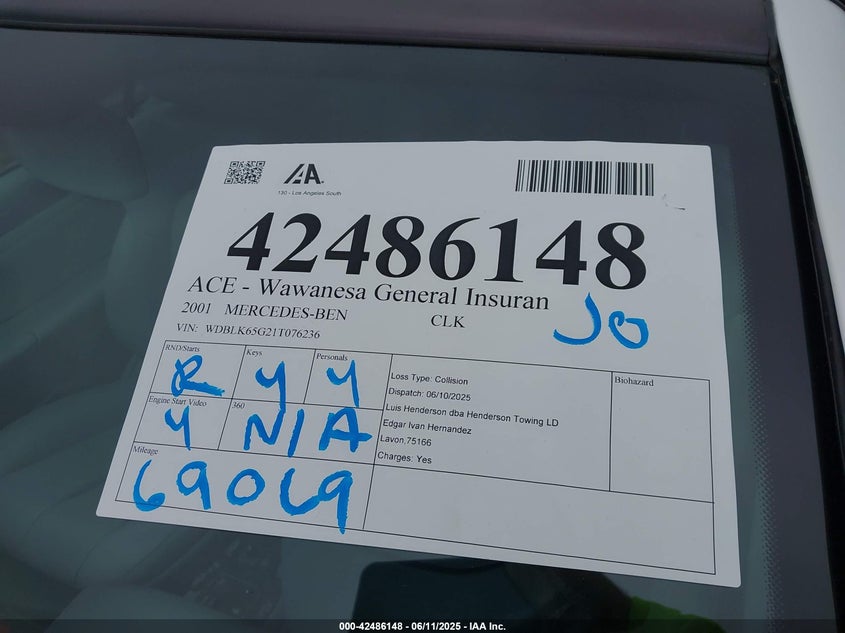 IAA.
130 - Los Angeles South
42486148
ACE - Wawanesa General Insuran
2001 MERCEDES-BEN CLK
JO
VIN: WDBLK65G21T076236
RND/Starts Keys Personals
R Y Y
Engine Start Video 360
Y N/A
Mileage
69069
Loss Type: Collision
Dispatch: 06/10/2025
Luis Henderson dba Henderson Towing LD
Edgar Ivan Hernandez
Lavon,75166
Charges: Yes
Biohazard
000-42486148 - 06/11/2025 - IAA Inc.